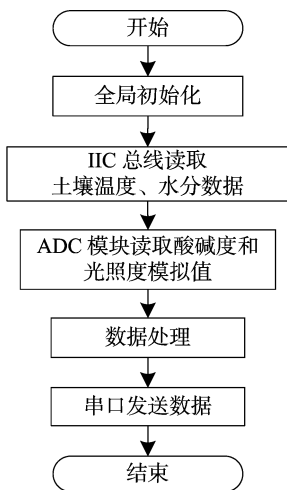 开始
全局初始化
IIC 总线读取
土壤温度、水分数据
ADC 模块读取酸碱度和
光照度模拟值
数据处理
串口发送数据
结束